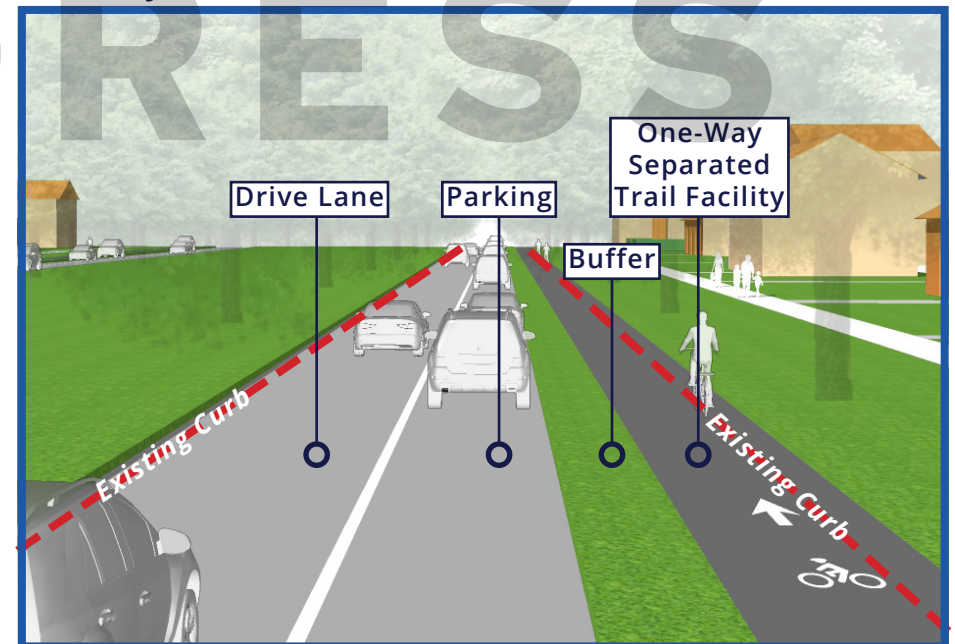 RESS
One-Way
Separated
Trail Facility
Drive Lane
Parking
Buffer
Existing Curb
Existing Curb